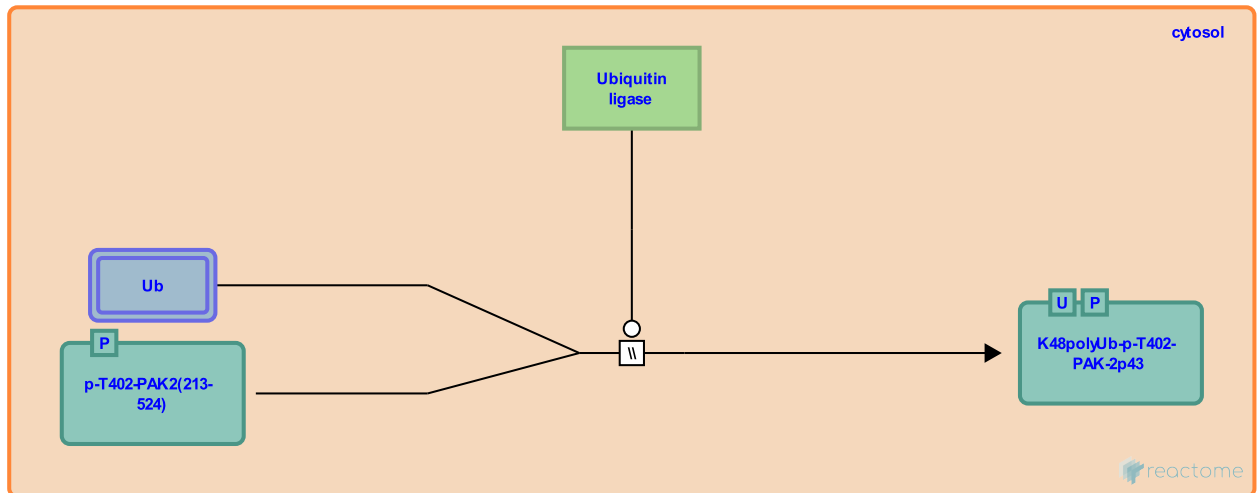 cytosol
Ubiquitin
ligase
Ub
P
p-T402-PAK2(213-
524)
\\
U P
K48polyUb-p-T402-
PAK-2p43
reactome